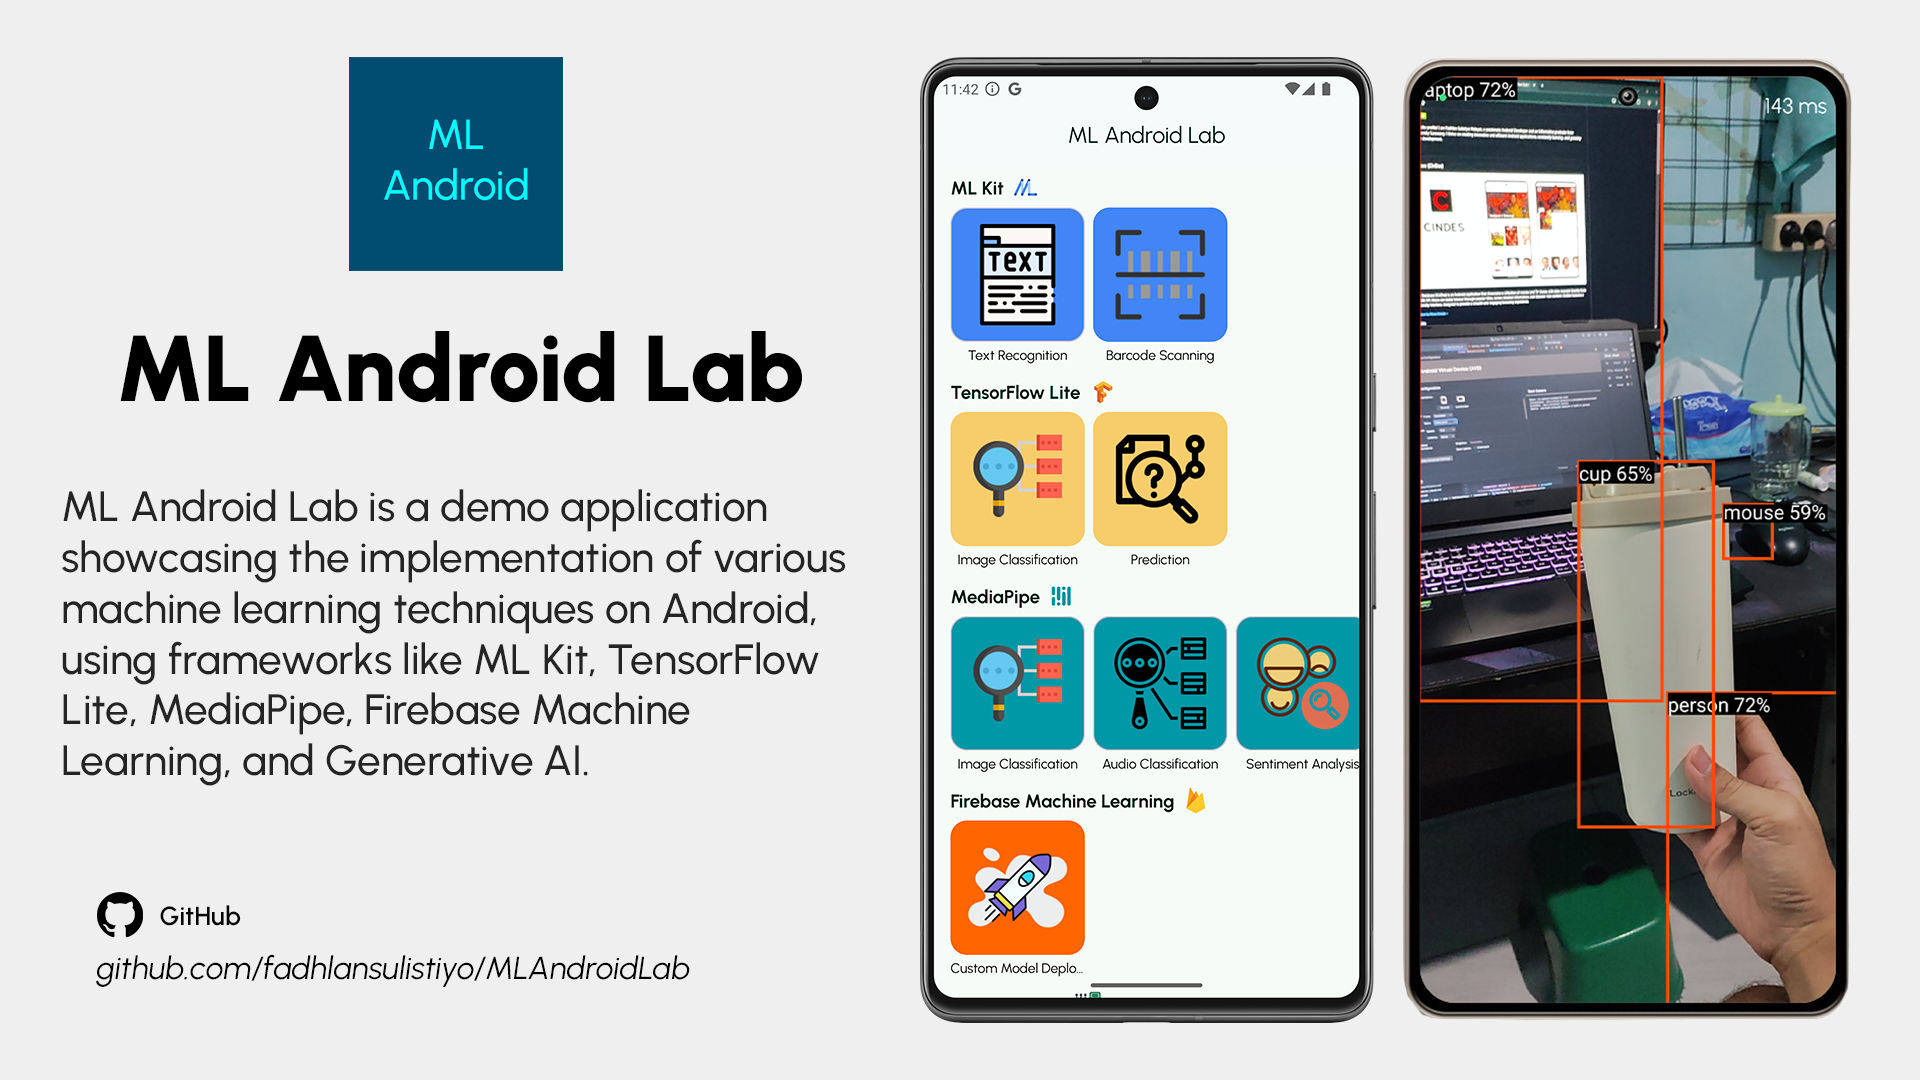 ML
Android
ML Android Lab
ML Android Lab is a demo application
showcasing the implementation of various
machine learning techniques on Android,
using frameworks like ML Kit, TensorFlow
Lite, MediaPipe, Firebase Machine
Learning, and Generative AI.
GitHub
github.com/fadhlansulistiyo/MLAndroidLab
11:42
ML Android Lab
ML Kit
TEXT
Text Recognition
Barcode Scanning
TensorFlow Lite
Image Classification
Prediction
MediaPipe
Image Classification
Audio Classification
Sentiment Analysis
Firebase Machine Learning
Custom Model Deplo...
aptop 72%
143 ms
CINDES
cup 65%
mouse 59%
person 72%
Lock